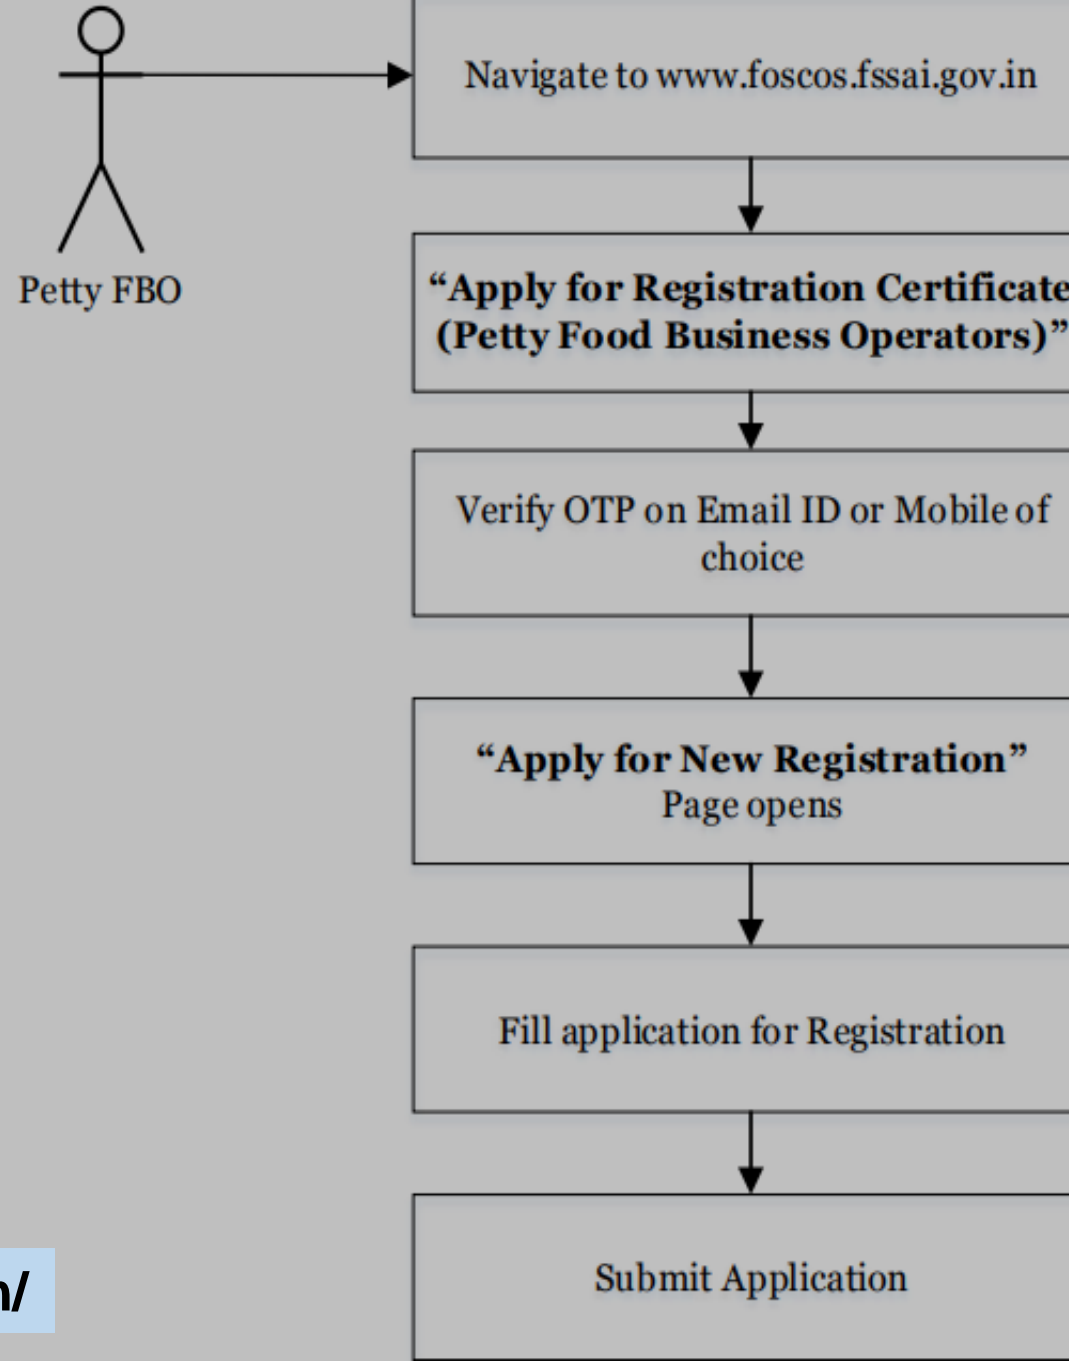 Navigate to www.foscos.fssai.gov.in
Petty FBO
“Apply for Registration Certificate
(Petty Food Business Operators)”
Verify OTP on Email ID or Mobile of
choice
“Apply for New Registration”
Page opens
Fill application for Registration
Submit Application
n/